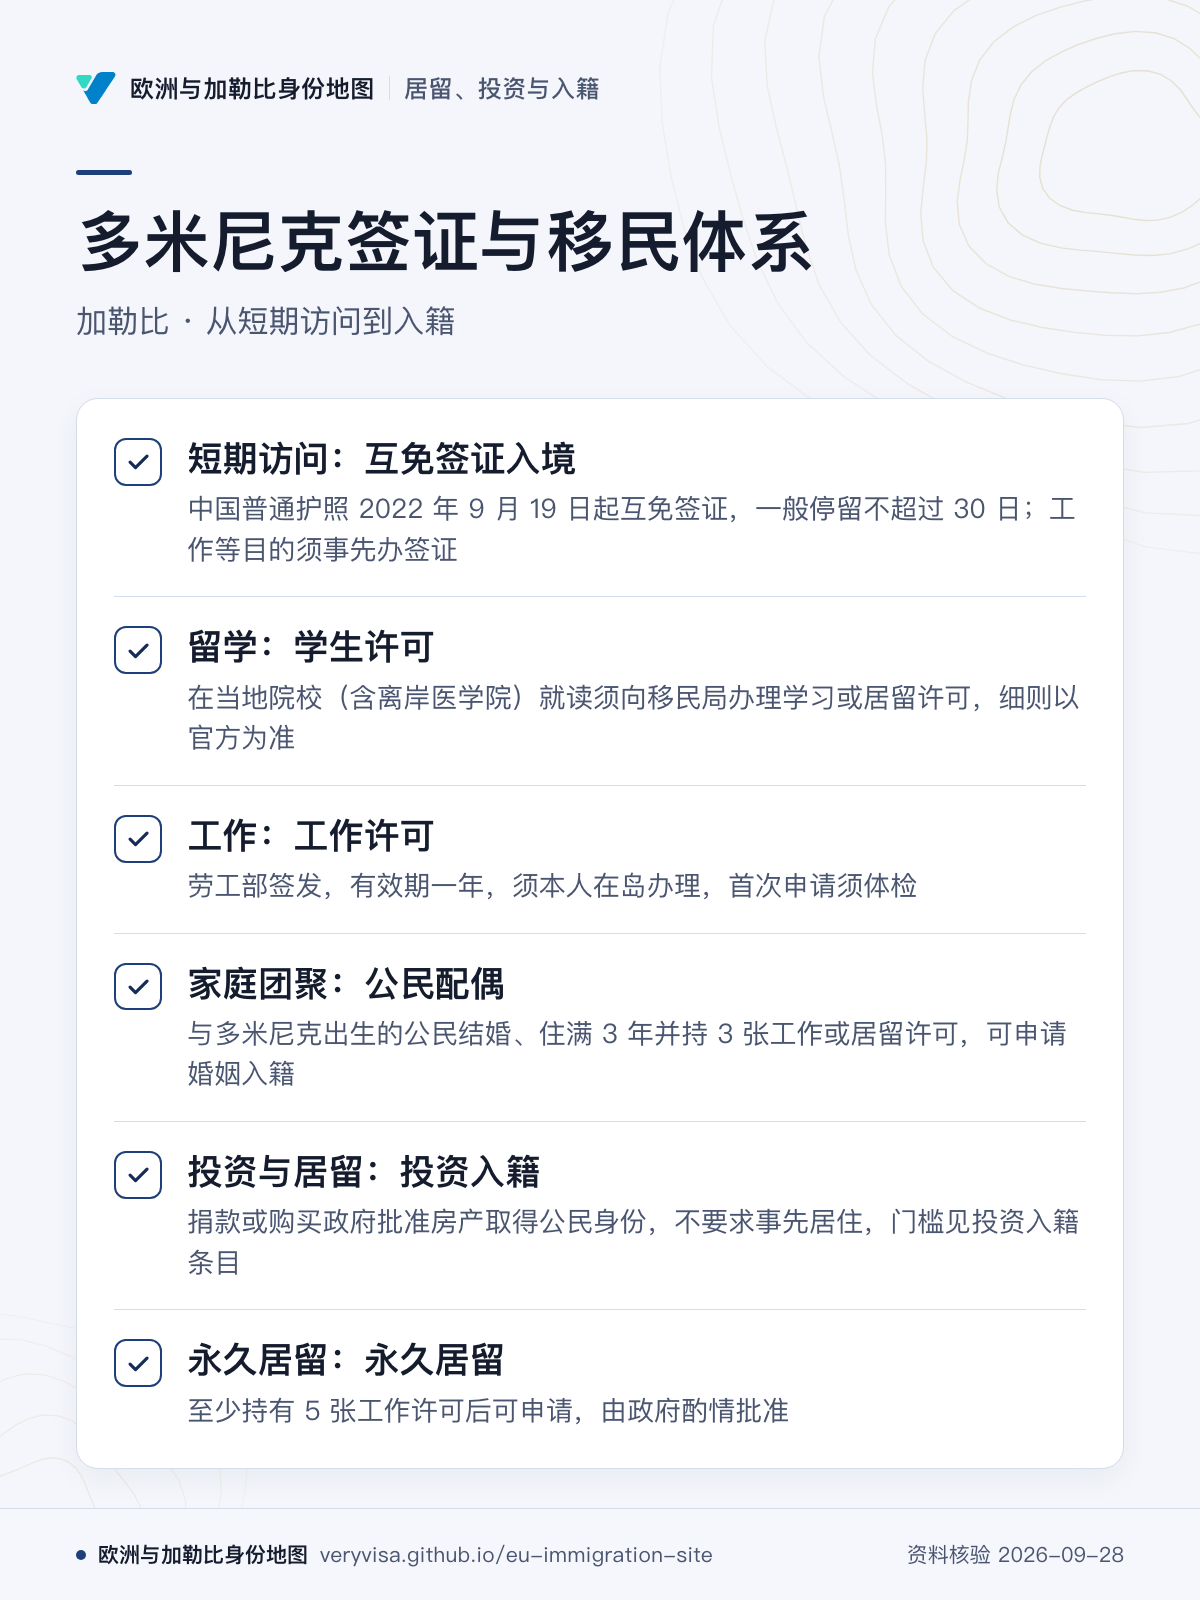 欧洲与加勒比身份地图 居留、投资与入籍
多米尼克签证与移民体系
加勒比 · 从短期访问到入籍
短期访问：互免签证入境
中国普通护照 2022 年 9 月 19 日起互免签证，一般停留不超过 30 日；工
作等目的须事先办签证
留学：学生许可
在当地院校（含离岸医学院）就读须向移民局办理学习或居留许可，细则以
官方为准
工作：工作许可
劳工部签发，有效期一年，须本人在岛办理，首次申请须体检
家庭团聚：公民配偶
与多米尼克出生的公民结婚、住满 3 年并持 3 张工作或居留许可，可申请
婚姻入籍
投资与居留：投资入籍
捐款或购买政府批准房产取得公民身份，不要求事先居住，门槛见投资入籍
条目
永久居留：永久居留
至少持有 5 张工作许可后可申请，由政府酌情批准
欧洲与加勒比身份地图 veryvisa.github.io/eu-immigration-site 资料核验 2026-09-28